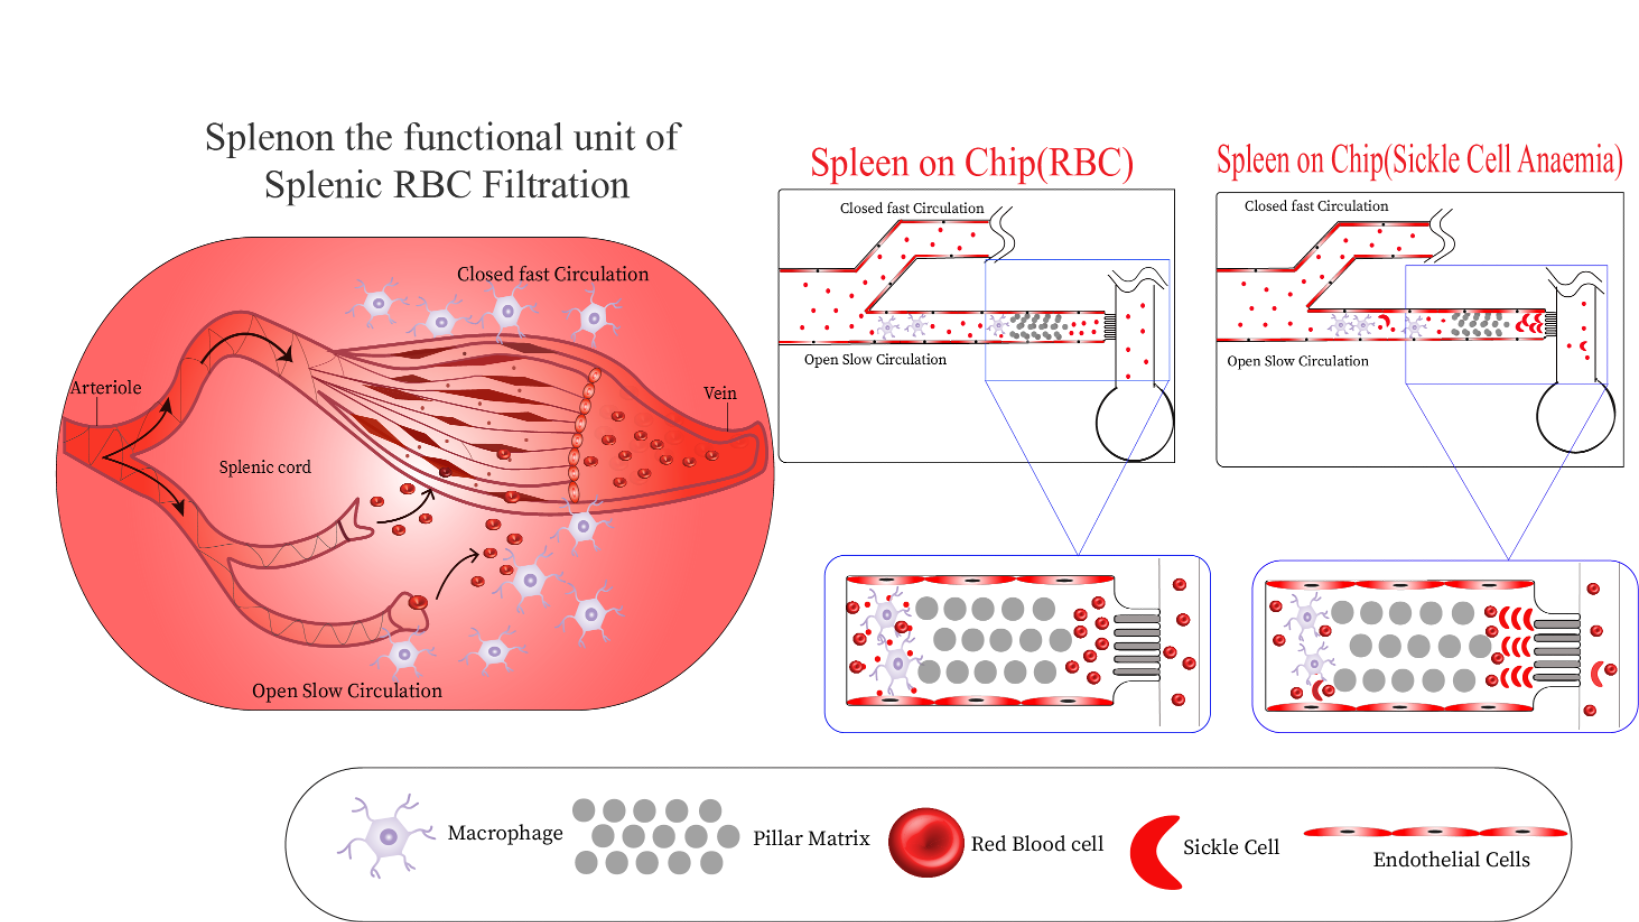 Splenon the functional unit of
Splenic RBC Filtration
Closed fast Circulation
Arteriole
Vein
Splenic cord
Open Slow Circulation
Spleen on Chip(RBC)
Closed fast Circulation
Open Slow Circulation
Spleen on Chip(Sickle Cell Anaemia)
Closed fast Circulation
Open Slow Circulation
Macrophage
Pillar Matrix
Red Blood cell
Sickle Cell
Endothelial Cells